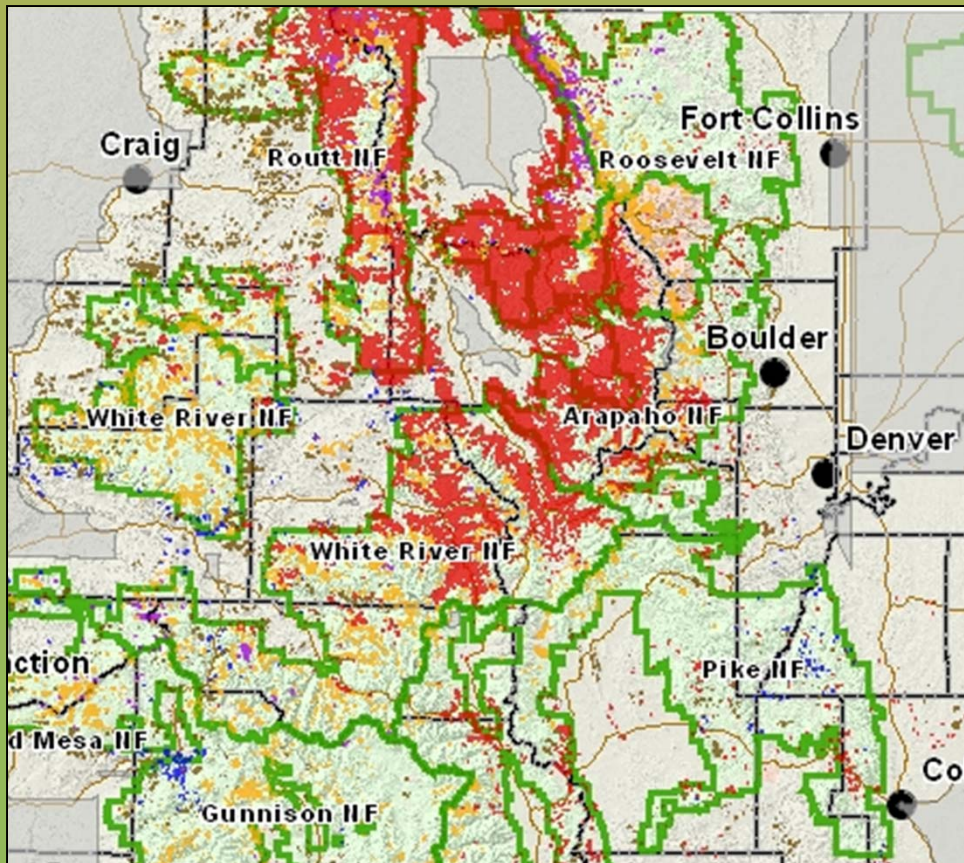 Fort Collins
Craig
Routt NF
Roosevelt NF
Boulder
White River NF
Arapaho NF
Denver
White River NF
ction
Pike NF
d Mesa NF
Co
Gunnison NF